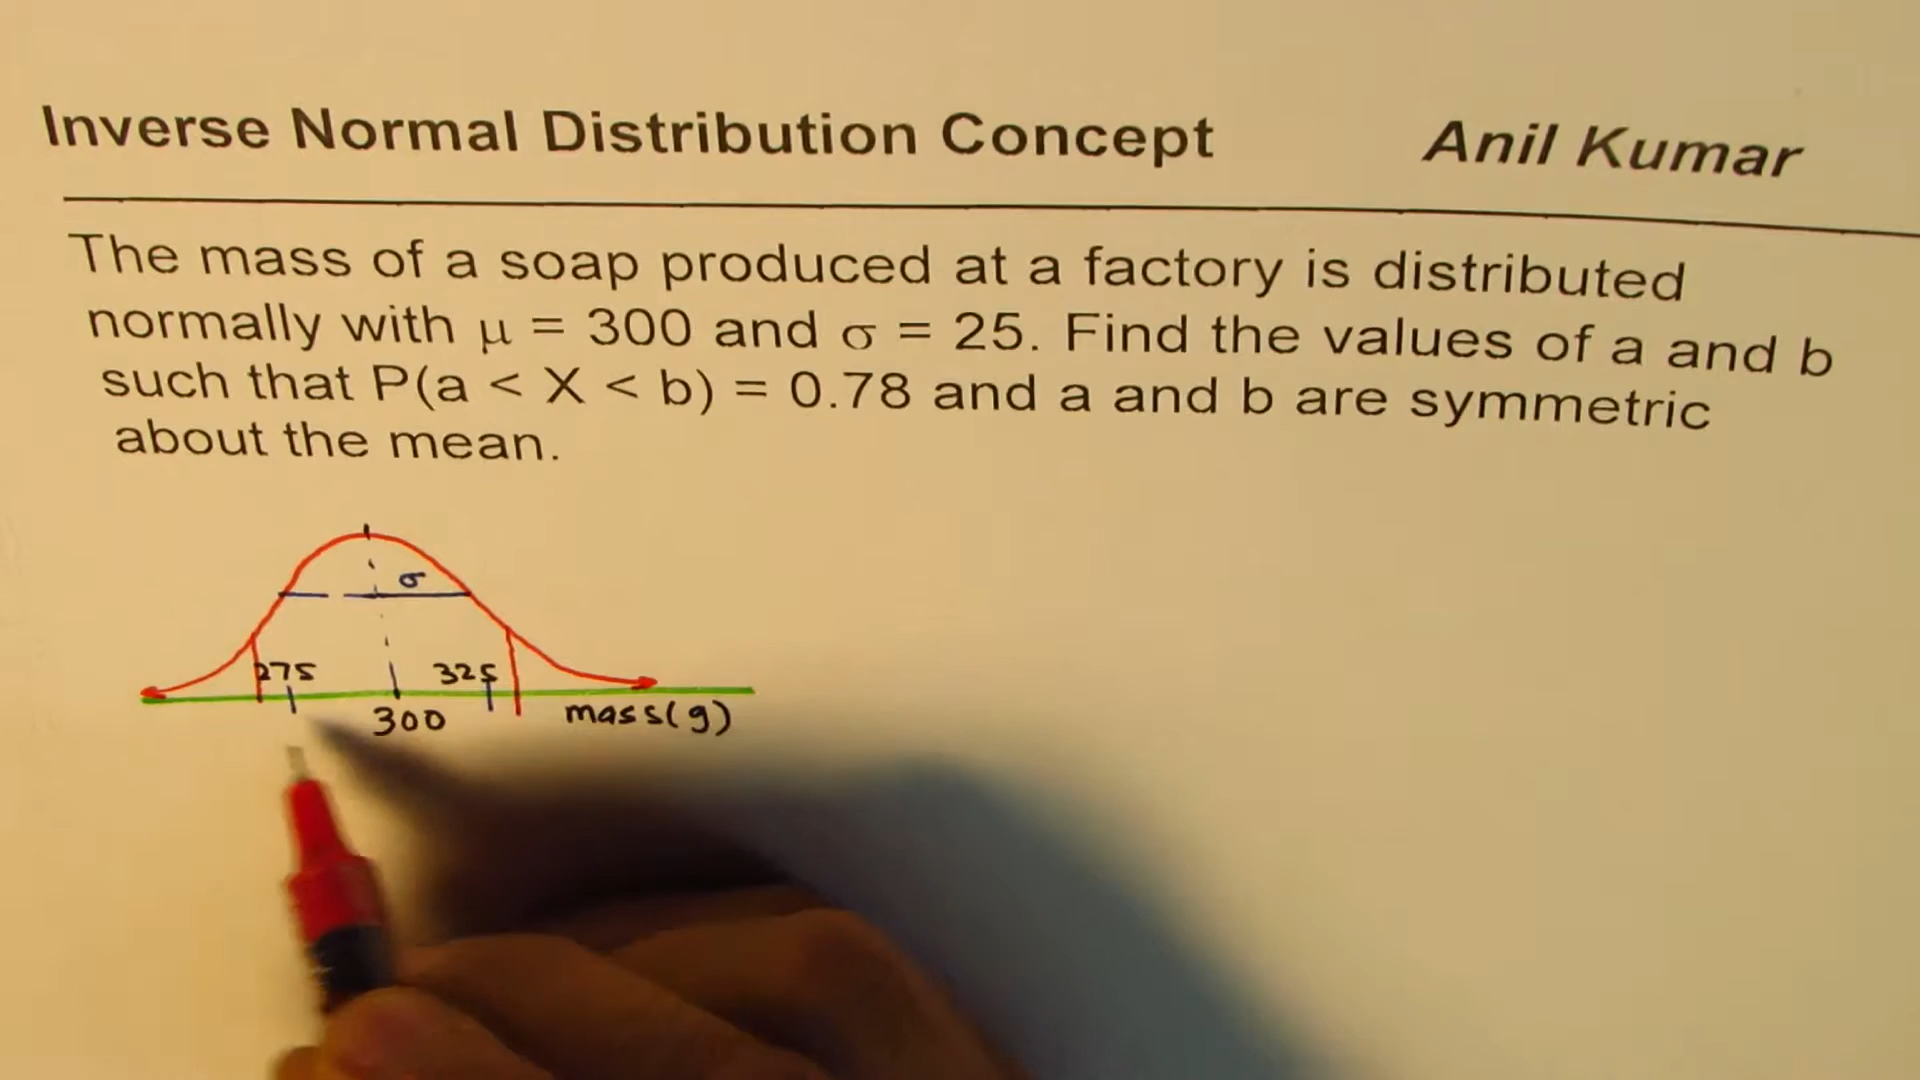 Inverse Normal Distribution Concept Anil Kumar
The mass of a soap produced at a factory is distributed
normally with μ = 300 and σ = 25. Find the values of a and b
such that P(a < X < b) = 0.78 and a and b are symmetric
about the mean.
σ
275 325
300 mass(g)